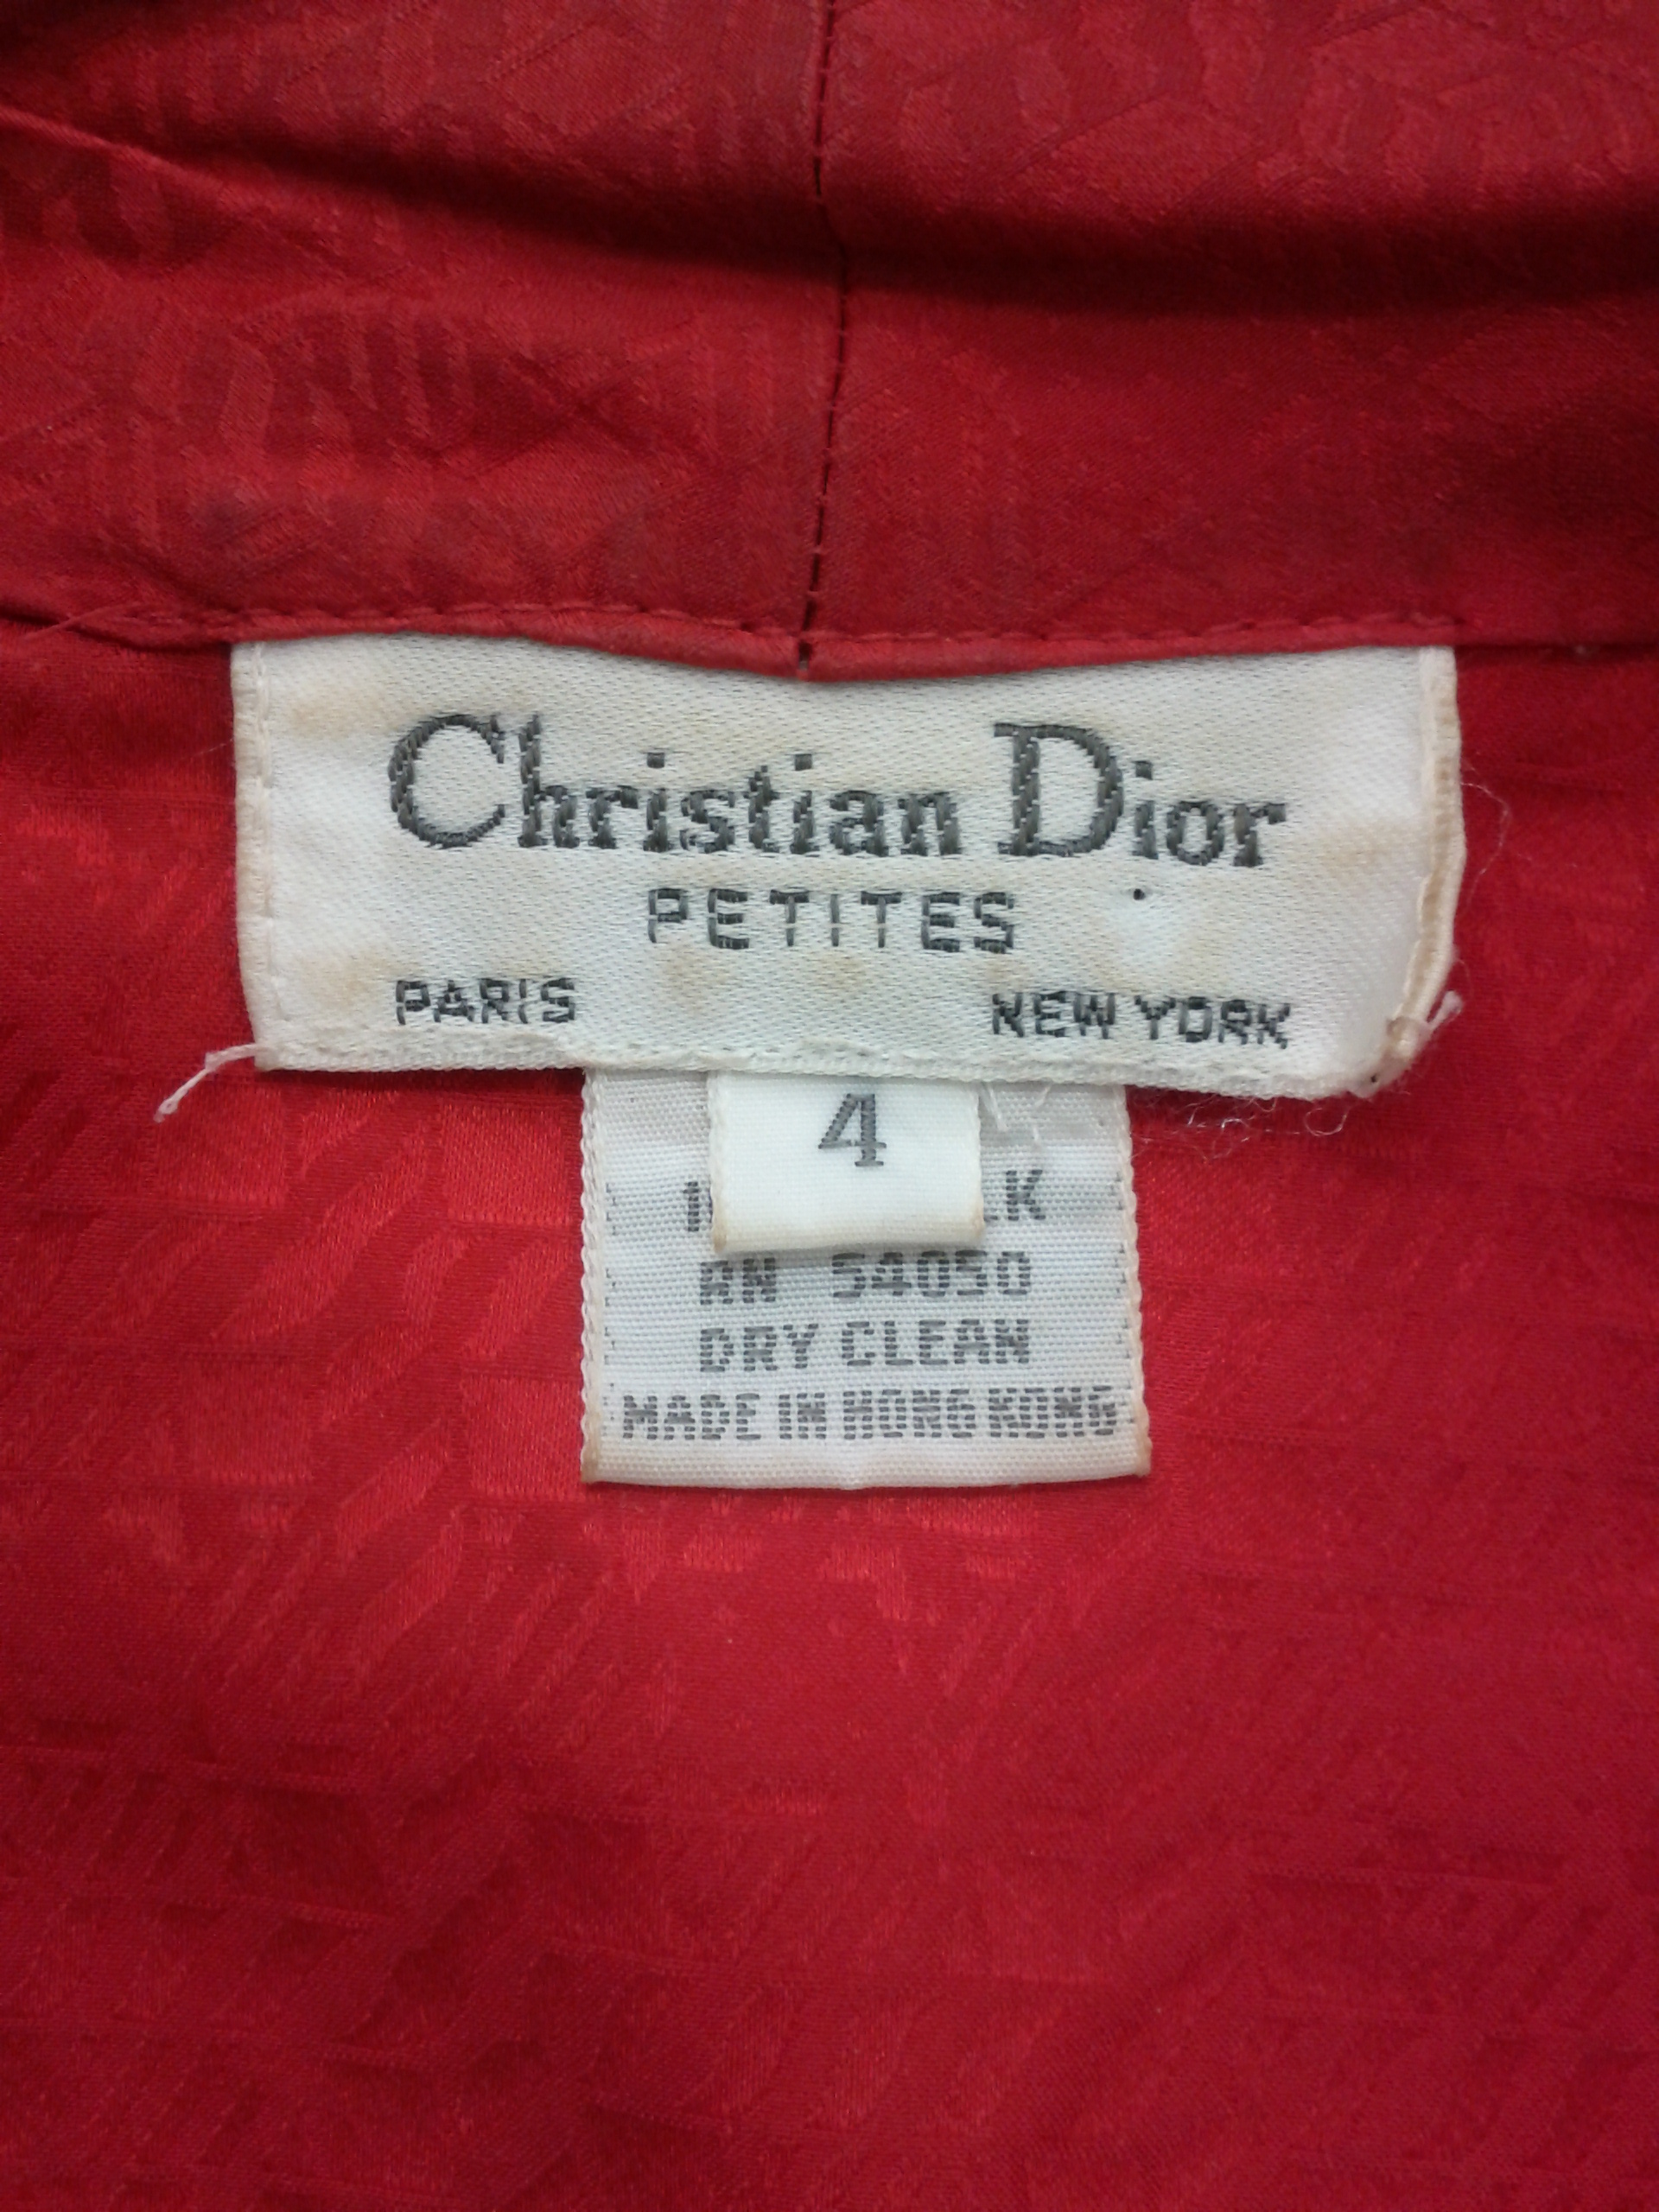 Christian Dior
PETITES
PARIS NEW YORK
4
RN 54050
DRY CLEAN
MADE IN HONG KONG